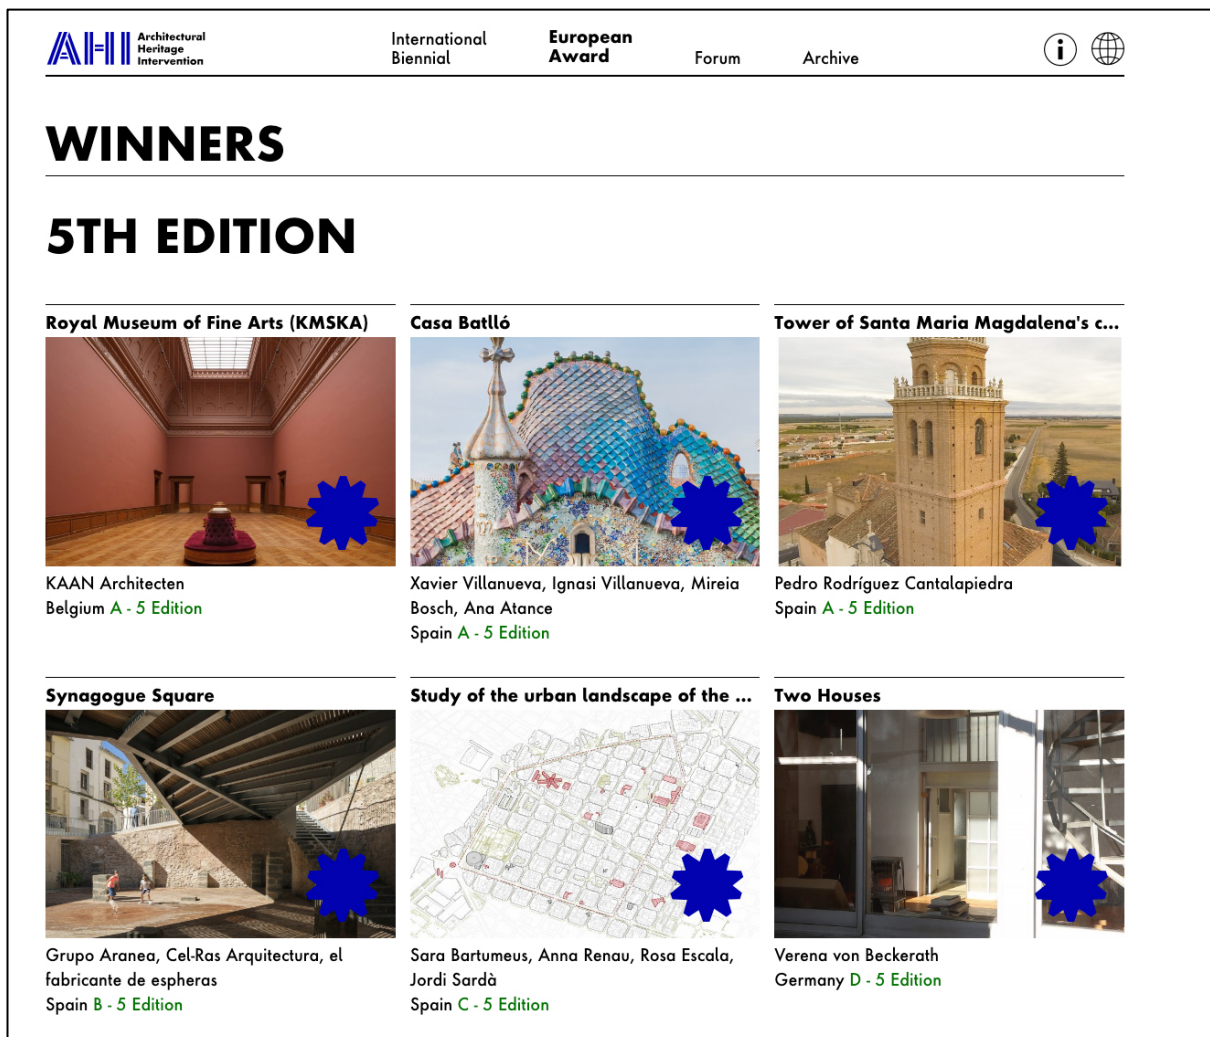 AHI Architectural
Heritage
Intervention
International
Biennial
European
Award
Forum
Archive
i
WINNERS
5TH EDITION
Royal Museum of Fine Arts (KMSKA)
KAAN Architecten
Belgium A - 5 Edition
Casa Batlló
Xavier Villanueva, Ignasi Villanueva, Mireia
Bosch, Ana Atance
Spain A - 5 Edition
Tower of Santa Maria Magdalena's c...
Pedro Rodríguez Cantalapiedra
Spain A - 5 Edition
Synagogue Square
Grupo Aranea, Cel-Ras Arquitectura, el
fabricante de espheras
Spain B - 5 Edition
Study of the urban landscape of the ...
Sara Bartumeus, Anna Renau, Rosa Escala,
Jordi Sardà
Spain C - 5 Edition
Two Houses
Verena von Beckerath
Germany D - 5 Edition